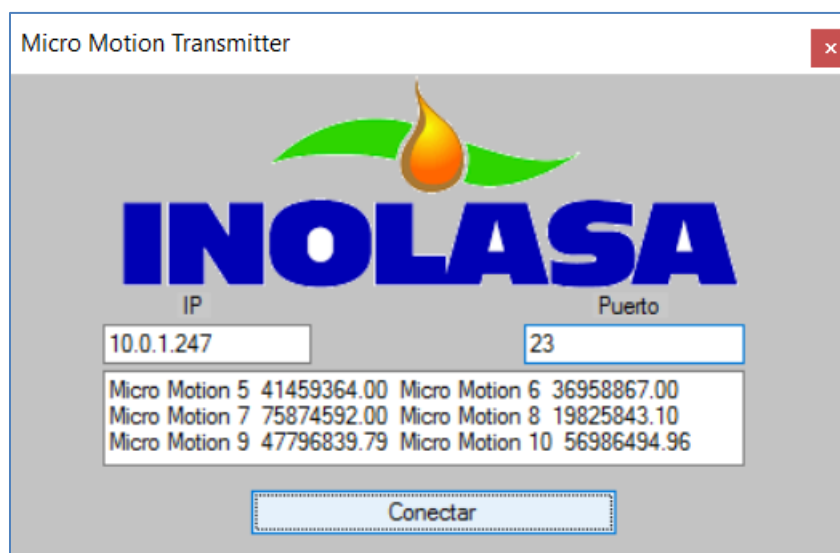 Micro Motion Transmitter
×
INOLASA
IP Puerto
10.0.1.247 23
Micro Motion 5 41459364.00 Micro Motion 6 36958867.00
Micro Motion 7 75874592.00 Micro Motion 8 19825843.10
Micro Motion 9 47796839.79 Micro Motion 10 56986494.96
Conectar